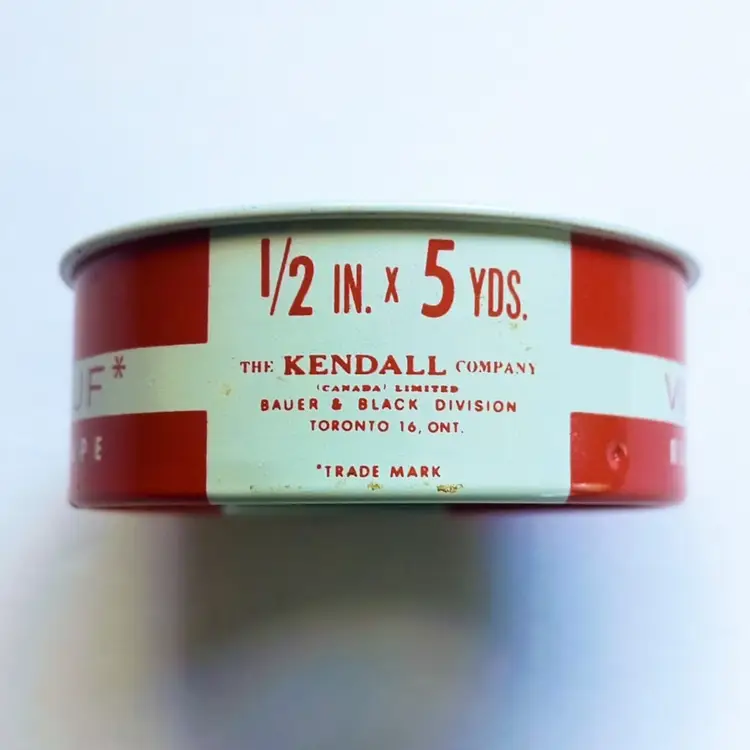 1/2 IN. x 5 YDS.
THE KENDALL COMPANY
(CANADA) LIMITED
BAUER & BLACK DIVISION
TORONTO 16, ONT.
*TRADE MARK